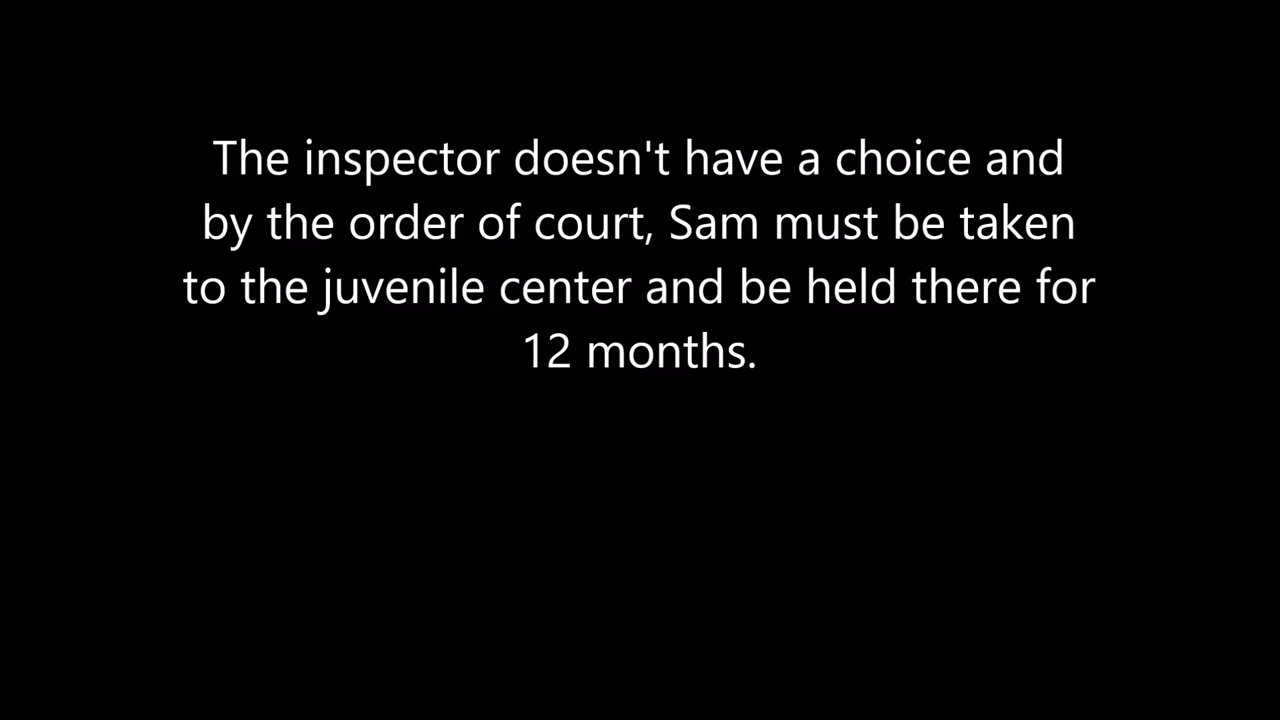 The inspector doesn't have a choice and
by the order of court, Sam must be taken
to the juvenile center and be held there for
12 months.